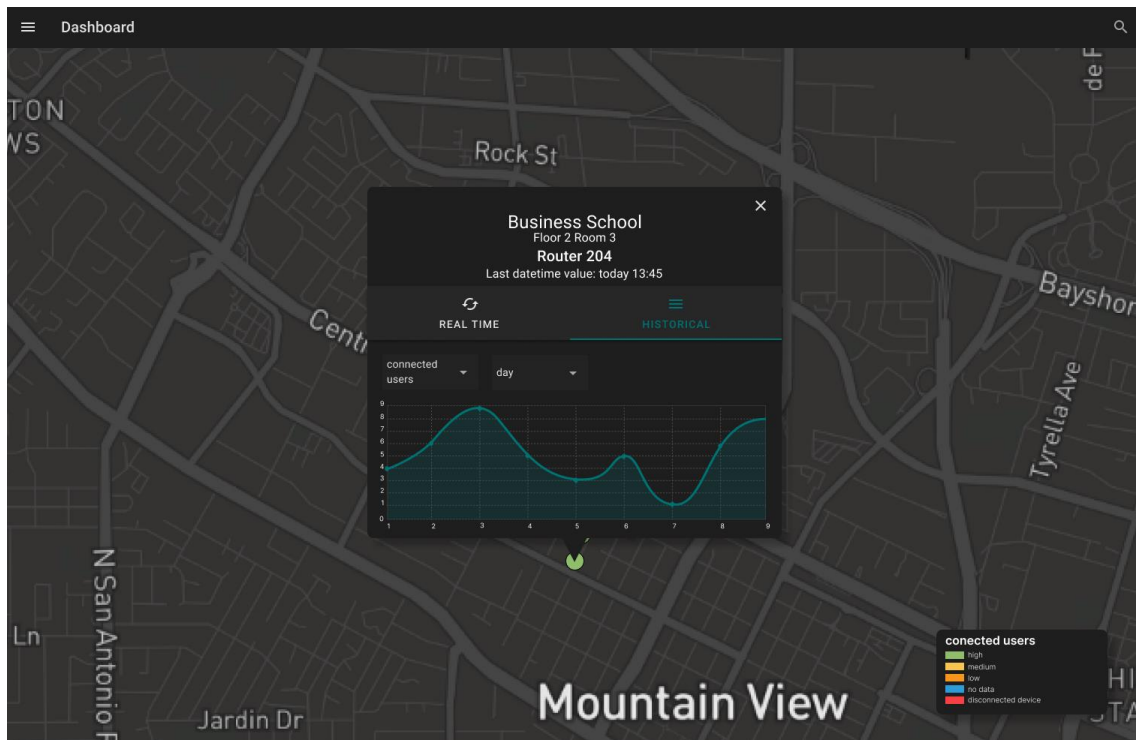 Dashboard
de F
TON
WS
Rock St
Business School
Floor 2 Room 3
Router 204
Last datetime value: today 13:45
Bayshor
REAL TIME
HISTORICAL
Centr
connected
users
day
Tyrella Ave
9
8
7
6
5
4
3
2
1
0
1 2 3 4 5 6 7 8 9
N San Antonio R
Ln
conected users
high
medium
low
no data
disconnected device
HI
STA
Mountain View
Jardin Dr